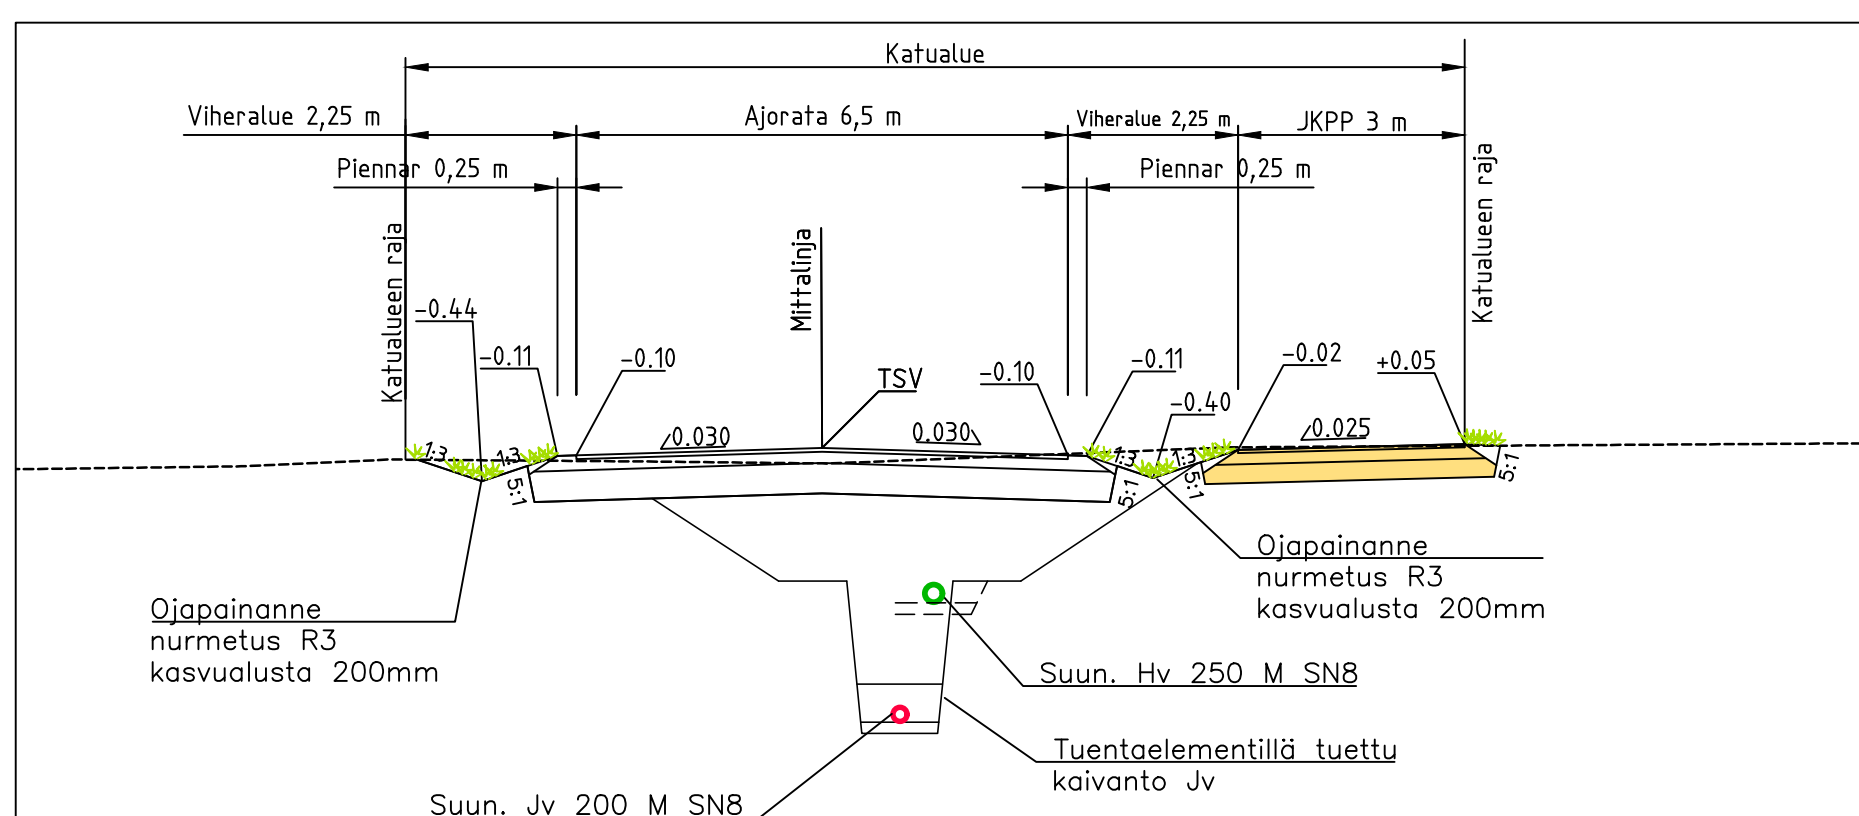 Katualue
Viheralue 2,25 m
Ajorata 6,5 m
Viheralue 2,25 m
JKPP 3 m
Piennar 0,25 m
Piennar 0,25 m
Katualueen raja
Mittalinja
Katualueen raja
-0.44
-0.11
-0.10
TSV
-0.10
-0.11
-0.40
-0.02
+0.05
0.030
0.030
0.025
1:3
1:3
1:3
1:3
5:1
5:1
5:1
5:1
Ojapainanne
nurmetus R3
kasvualusta 200mm
Ojapainanne
nurmetus R3
kasvualusta 200mm
Suun. Hv 250 M SN8
Tuentaelementillä tuettu
kaivanto Jv
Suun. Jv 200 M SN8